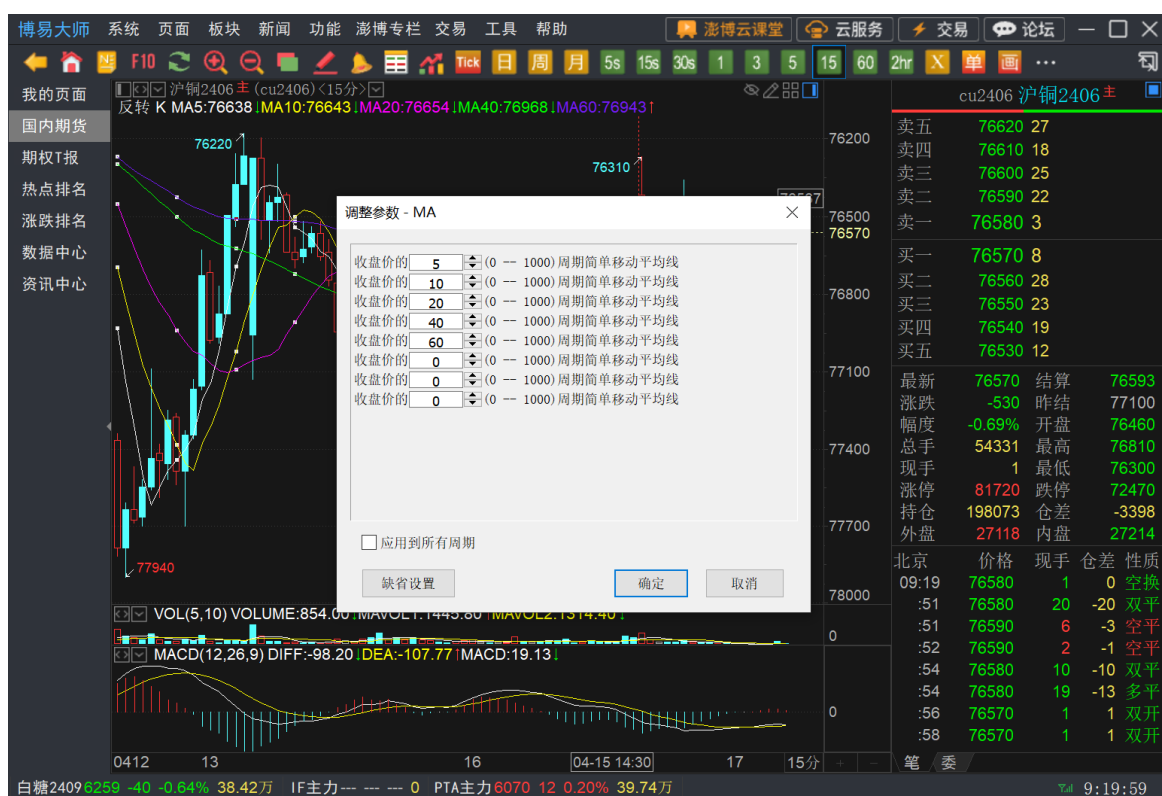 博易大师 系统 页面 板块 新闻 功能 澎博专栏 交易 工具 帮助 澎博云课堂 云服务 交易 论坛
F10 Tick 日 周 月 5s 15s 30s 1 3 5 15 60 2hr X 单 画
我的页面
国内期货
期权T报
热点排名
涨跌排名
数据中心
资讯中心
沪铜2406主 (cu2406)<15分>
反转 K MA5:76638↓MA10:76643↓MA20:76654↓MA40:76968↓MA60:76943↑
76220
76310
77940
76200
76500
76570
76800
77100
77400
77700
78000
调整参数 - MA
收盘价的 5 (0 -- 1000)周期简单移动平均线
收盘价的 10 (0 -- 1000)周期简单移动平均线
收盘价的 20 (0 -- 1000)周期简单移动平均线
收盘价的 40 (0 -- 1000)周期简单移动平均线
收盘价的 60 (0 -- 1000)周期简单移动平均线
收盘价的 0 (0 -- 1000)周期简单移动平均线
收盘价的 0 (0 -- 1000)周期简单移动平均线
收盘价的 0 (0 -- 1000)周期简单移动平均线
应用到所有周期
缺省设置 确定 取消
VOL(5,10) VOLUME:854.00↓MAVOL1:1445.80↑MAVOL2:1314.40↓
0
MACD(12,26,9) DIFF:-98.20↓DEA:-107.77↑MACD:19.13↓
0
0412 13 16 04-15 14:30 17 15分 + -
cu2406 沪铜2406主
卖五 76620 27
卖四 76610 18
卖三 76600 25
卖二 76590 22
卖一 76580 3
买一 76570 8
买二 76560 28
买三 76550 23
买四 76540 19
买五 76530 12
最新 76570 结算 76593
涨跌 -530 昨结 77100
幅度 -0.69% 开盘 76460
总手 54331 最高 76810
现手 1 最低 76300
涨停 81720 跌停 72470
持仓 198073 仓差 -3398
外盘 27118 内盘 27214
北京 价格 现手 仓差 性质
09:19 76580 1 0 空换
:51 76580 20 -20 双平
:51 76590 6 -3 空平
:52 76590 2 -1 空平
:54 76580 10 -10 双平
:54 76580 19 -13 多平
:56 76570 1 1 双开
:58 76570 1 1 双开
笔 委
白糖2409 6259 -40 -0.64% 38.42万 IF主力 --- --- --- 0 PTA主力 6070 12 0.20% 39.74万 9:19:59